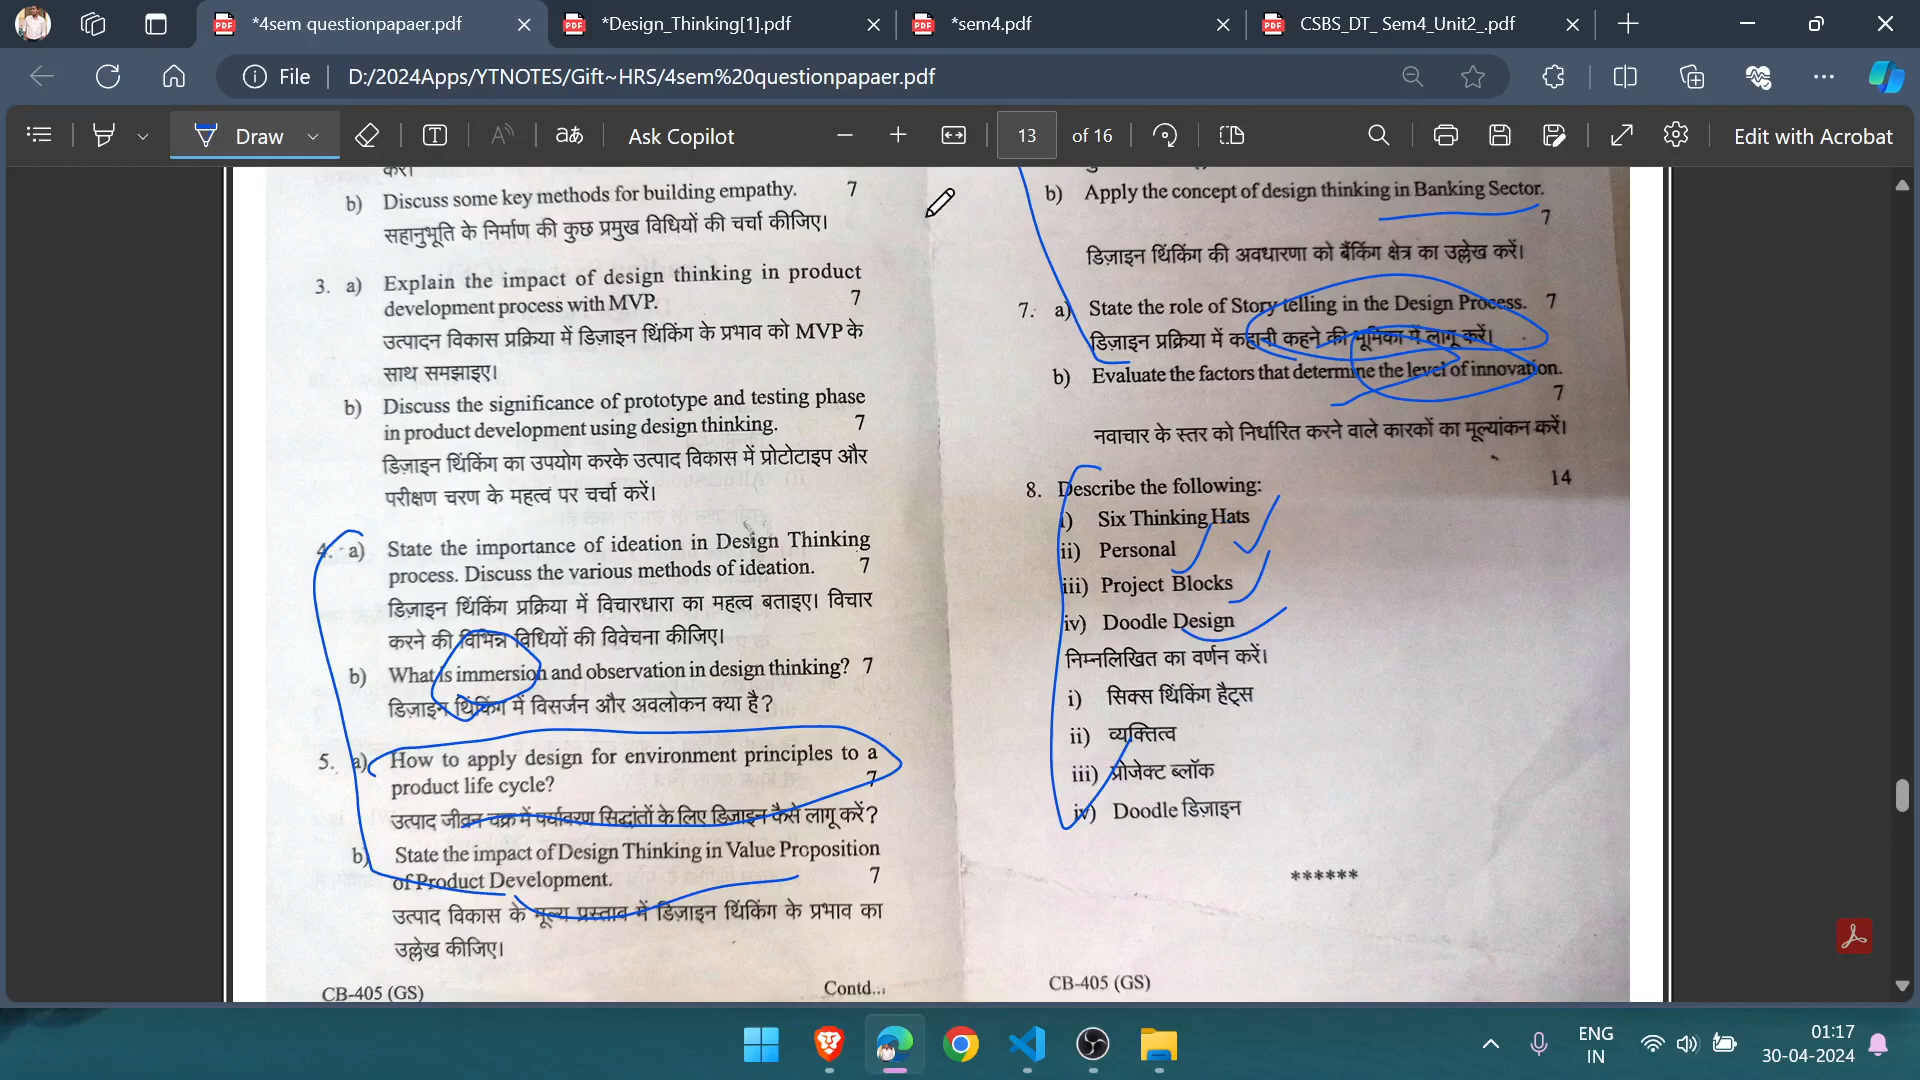 *4sem questionpapaer.pdf
*Design_Thinking[1].pdf
*sem4.pdf
CSBS_DT_ Sem4_Unit2_.pdf
File
D:/2024Apps/YTNOTES/Gift~HRS/4sem%20questionpapaer.pdf
Draw
aあ
Ask Copilot
13 of 16
Edit with Acrobat
करें।
b) Discuss some key methods for building empathy. 7
सहानुभूति के निर्माण की कुछ प्रमुख विधियों की चर्चा कीजिए।
3. a) Explain the impact of design thinking in product
development process with MVP. 7
उत्पादन विकास प्रक्रिया में डिज़ाइन थिंकिंग के प्रभाव को MVP के
साथ समझाइए।
b) Discuss the significance of prototype and testing phase
in product development using design thinking. 7
डिज़ाइन थिंकिंग का उपयोग करके उत्पाद विकास में प्रोटोटाइप और
परीक्षण चरण के महत्व पर चर्चा करें।
4. a) State the importance of ideation in Design Thinking
process. Discuss the various methods of ideation. 7
डिज़ाइन थिंकिंग प्रक्रिया में विचारधारा का महत्व बताइए। विचार
करने की विभिन्न विधियों की विवेचना कीजिए।
b) What is immersion and observation in design thinking? 7
डिज़ाइन थिंकिंग में विसर्जन और अवलोकन क्या है?
5. a) How to apply design for environment principles to a
product life cycle? 7
उत्पाद जीवन चक्र में पर्यावरण सिद्धांतों के लिए डिज़ाइन कैसे लागू करें?
b) State the impact of Design Thinking in Value Proposition
of Product Development. 7
उत्पाद विकास के मूल्य प्रस्ताव में डिज़ाइन थिंकिंग के प्रभाव का
उल्लेख कीजिए।
CB-405 (GS) Contd...
b) Apply the concept of design thinking in Banking Sector.
7
डिज़ाइन थिंकिंग की अवधारणा को बैंकिंग क्षेत्र का उल्लेख करें।
7. a) State the role of Story telling in the Design Process. 7
डिज़ाइन प्रक्रिया में कहानी कहने की भूमिका में लागू करें।
b) Evaluate the factors that determine the level of innovation.
7
नवाचार के स्तर को निर्धारित करने वाले कारकों का मूल्यांकन करें।
8. Describe the following: 14
i) Six Thinking Hats
ii) Personal
iii) Project Blocks
iv) Doodle Design
निम्नलिखित का वर्णन करें।
i) सिक्स थिंकिंग हैट्स
ii) व्यक्तित्व
iii) प्रोजेक्ट ब्लॉक
iv) Doodle डिज़ाइन
******
CB-405 (GS)
ENG
IN
01:17
30-04-2024